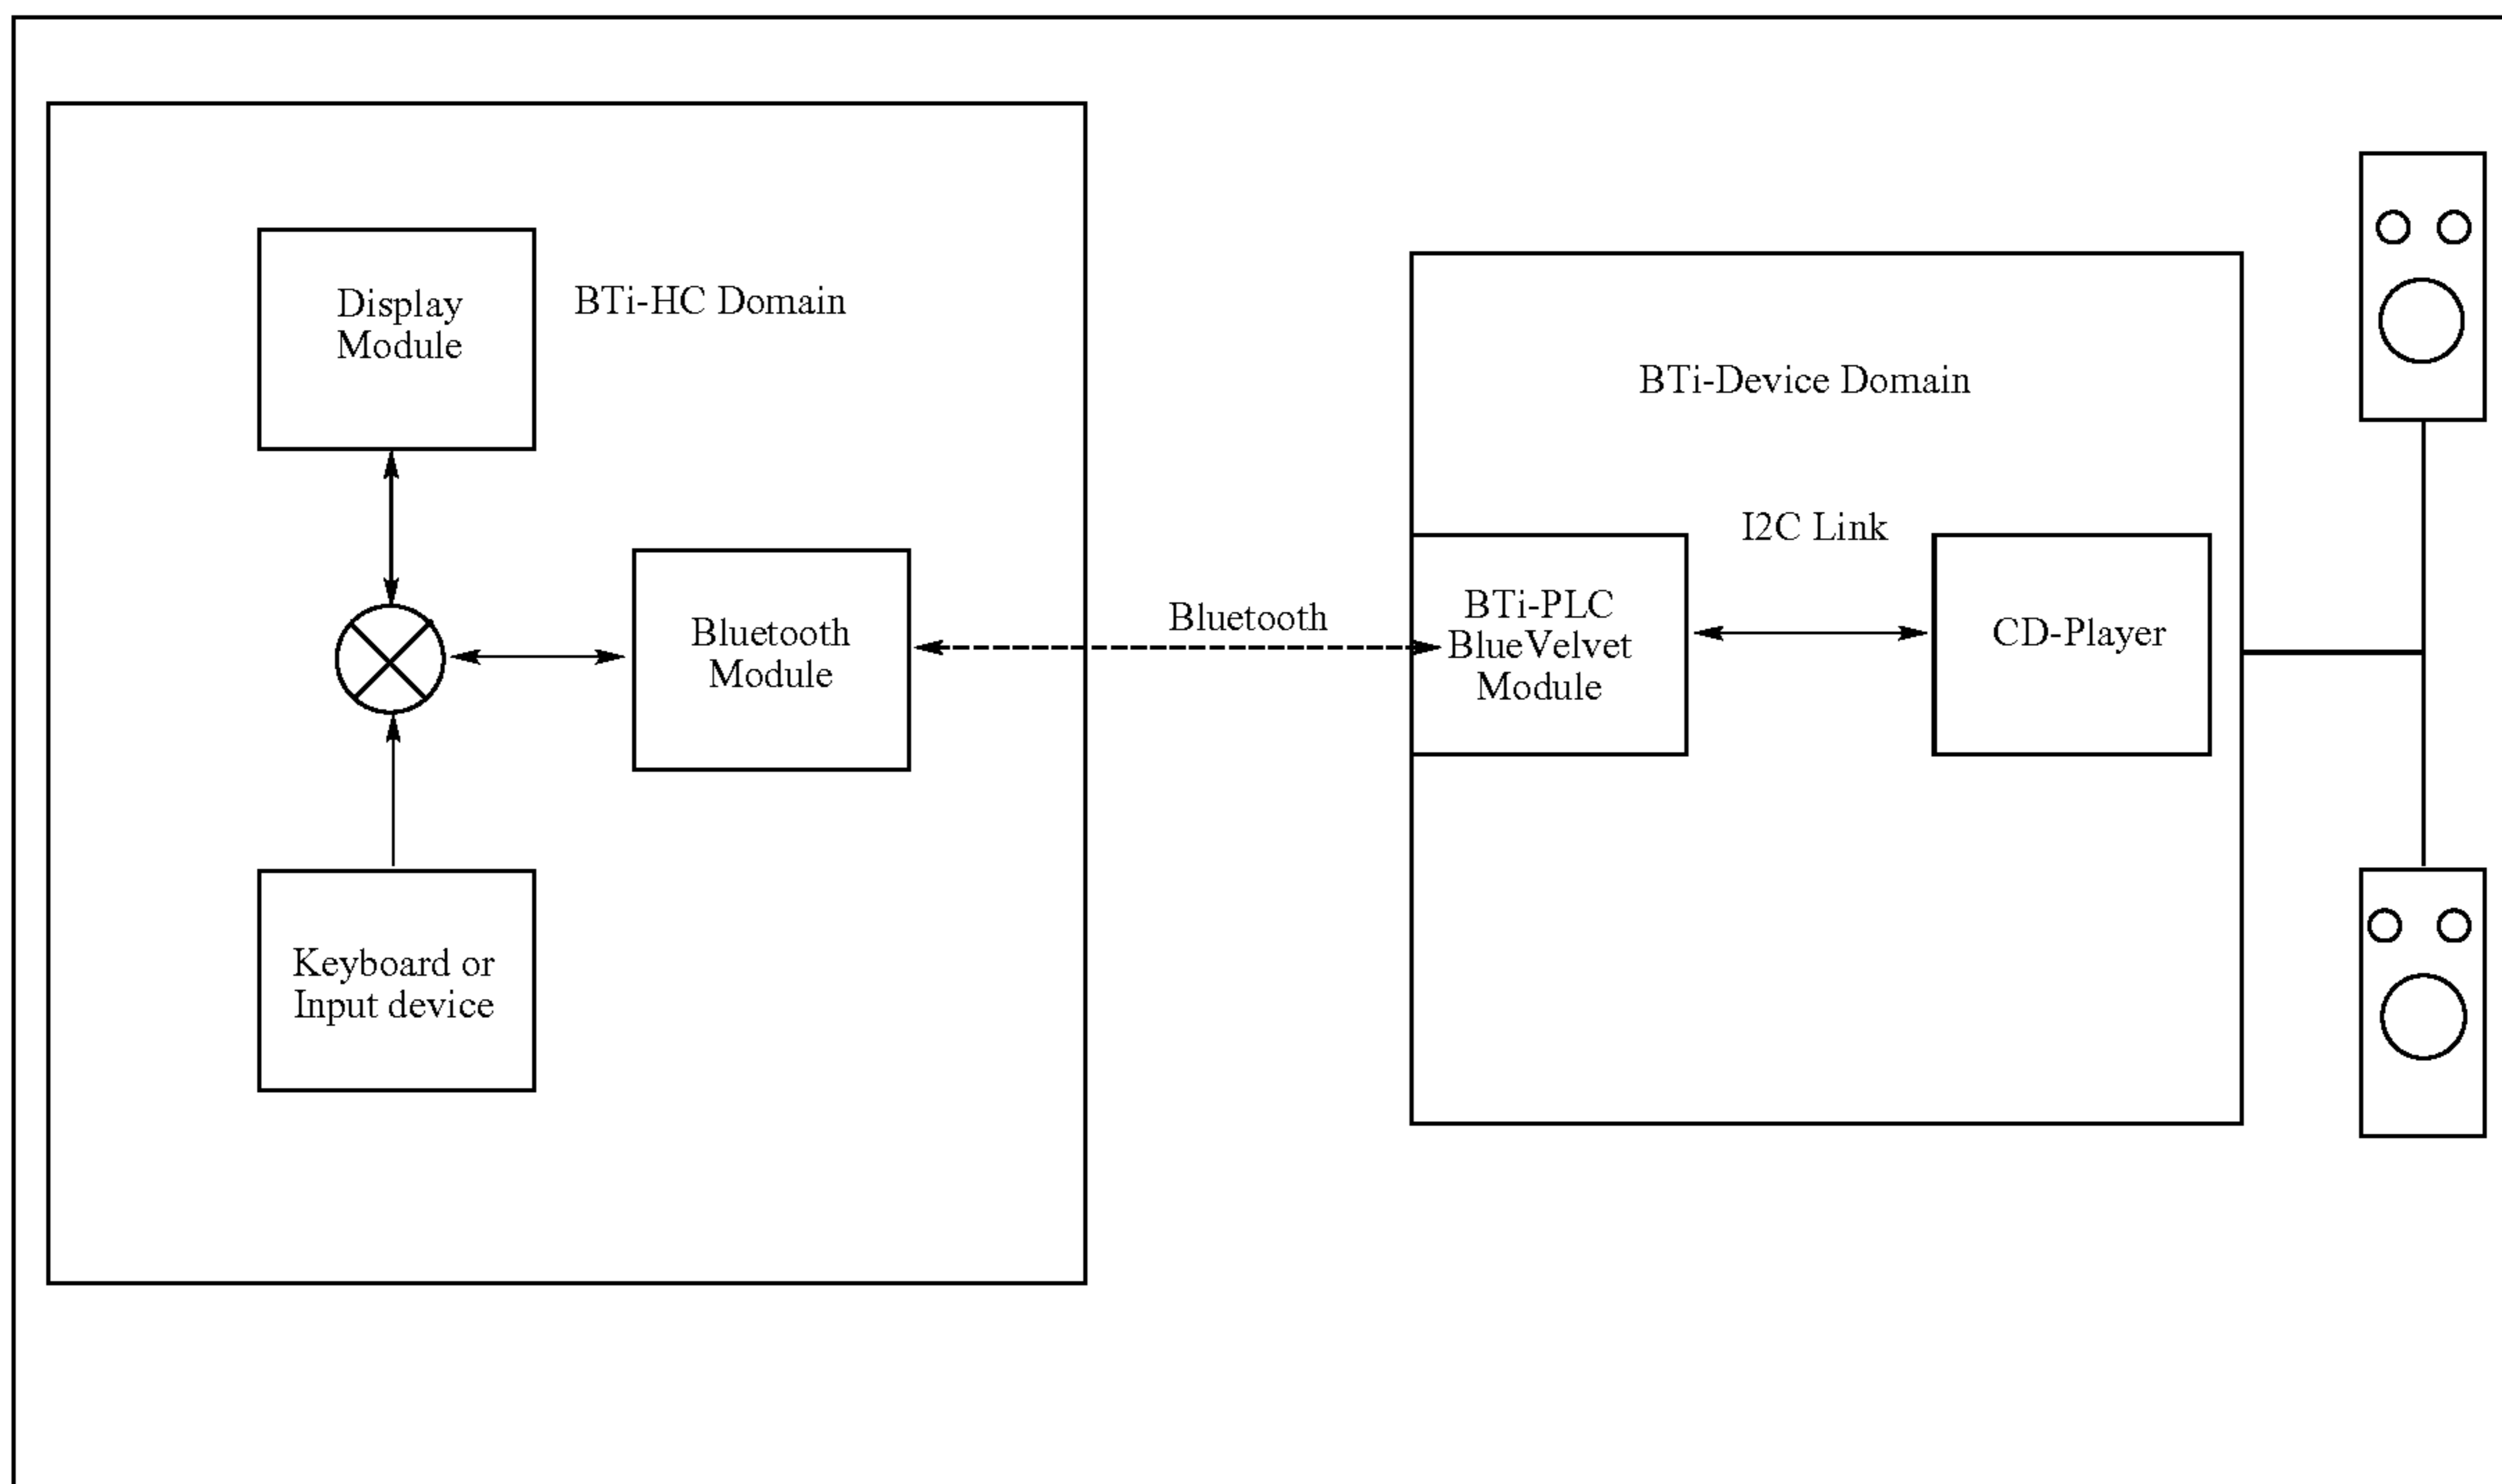 Display
Module
BTi-HC Domain
Bluetooth
Module
Keyboard or
Input device
Bluetooth
BTi-Device Domain
I2C Link
BTi-PLC
BlueVelvet
Module
CD-Player